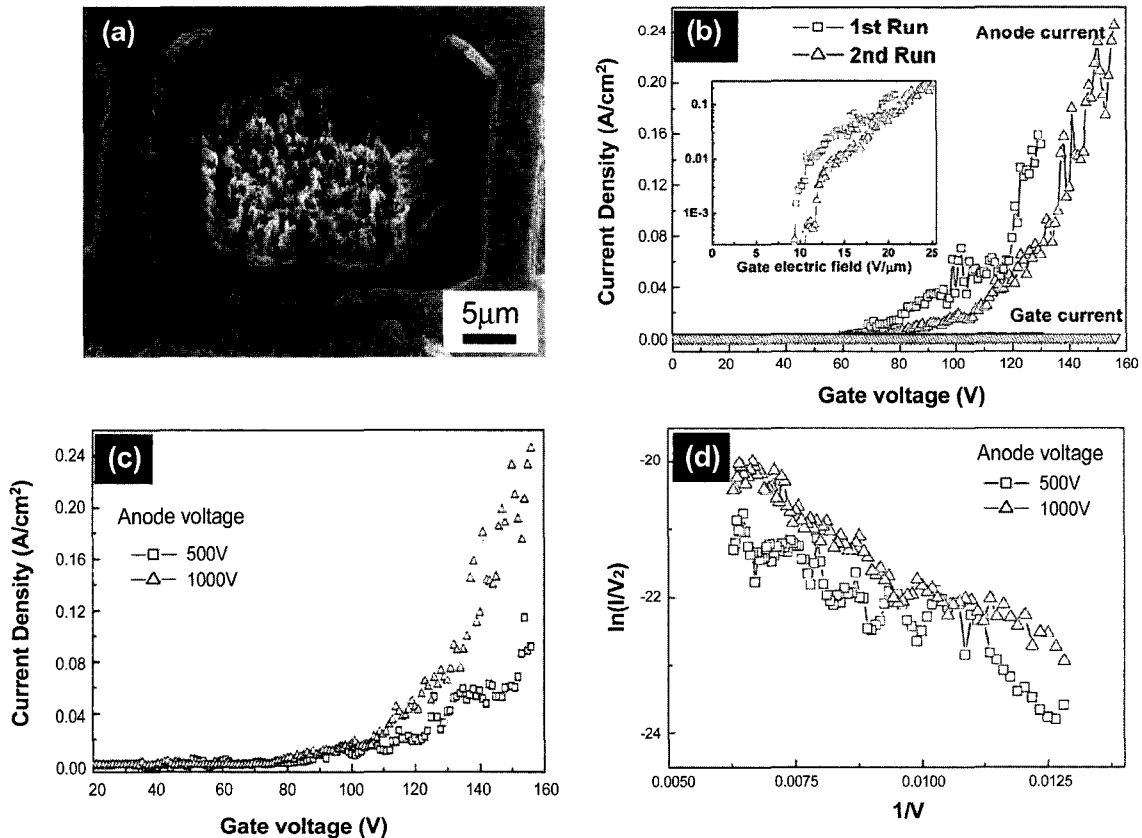 (a)
5μm
(b)
1st Run
2nd Run
Anode current
Gate current
Current Density (A/cm²)
0.24
0.20
0.16
0.12
0.08
0.04
0.00
0 20 40 60 80 100 120 140 160
Gate voltage (V)
0.1
0.01
1E-3
0 5 10 15 20 25
Gate electric field (V/μm)
(c)
Anode voltage
500V
1000V
Current Density (A/cm²)
0.24
0.20
0.16
0.12
0.08
0.04
0.00
20 40 60 80 100 120 140 160
Gate voltage (V)
(d)
Anode voltage
500V
1000V
ln(I/V2)
-20
-22
-24
0.0050 0.0075 0.0100 0.0125
1/V